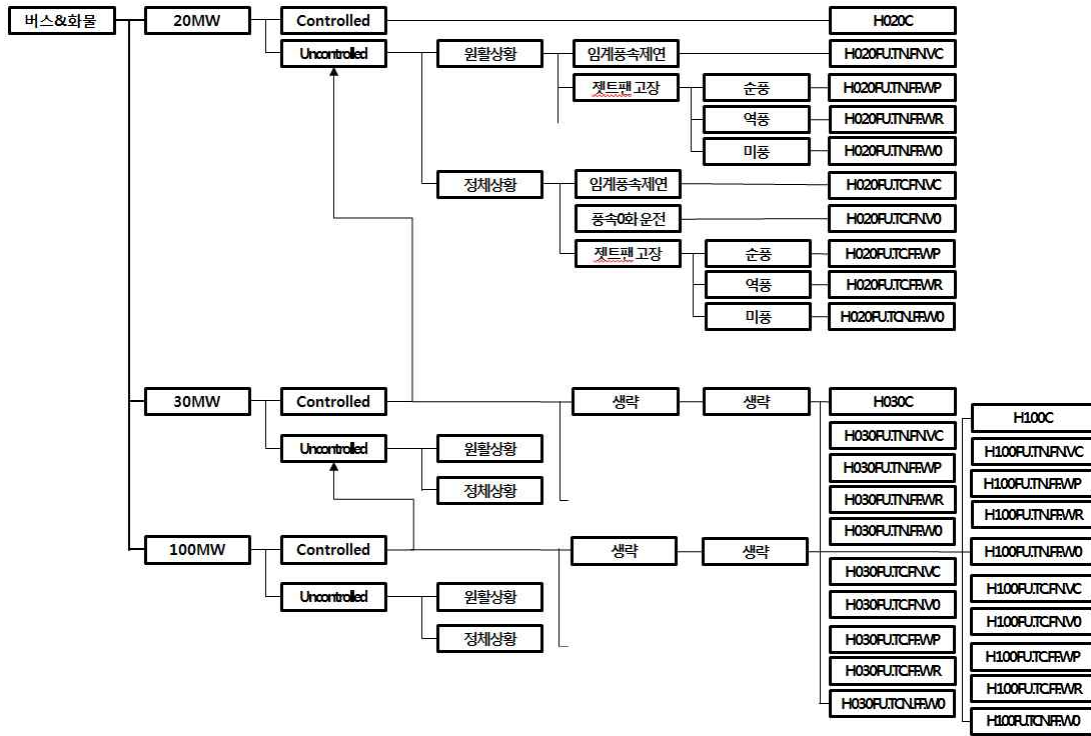 버스&화물
20MW
Controlled
H020C
Uncontrolled
원활상황
임계풍속제연
H020FU.TN.FN.VC
젯트팬 고장
순풍
H020FU.TN.FF.WP
역풍
H020FU.TN.FF.WR
미풍
H020FU.TN.FF.W0
정체상황
임계풍속제연
H020FU.TC.FN.VC
풍속0화 운전
H020FU.TC.FN.V0
젯트팬 고장
순풍
H020FU.TC.FF.WP
역풍
H020FU.TC.FF.WR
미풍
H020FU.TCN.FF.W0
30MW
Controlled
생략
생략
H030C
Uncontrolled
원활상황
정체상황
H030FU.TN.FN.VC
H030FU.TN.FF.WP
H030FU.TN.FF.WR
H030FU.TN.FF.W0
H030FU.TC.FN.VC
H030FU.TC.FN.V0
H030FU.TC.FF.WP
H030FU.TC.FF.WR
H030FU.TCN.FF.W0
100MW
Controlled
생략
생략
Uncontrolled
원활상황
정체상황
H100C
H100FU.TN.FN.VC
H100FU.TN.FF.WP
H100FU.TN.FF.WR
H100FU.TN.FF.W0
H100FU.TC.FN.VC
H100FU.TC.FN.V0
H100FU.TC.FF.WP
H100FU.TC.FF.WR
H100FU.TCN.FF.W0